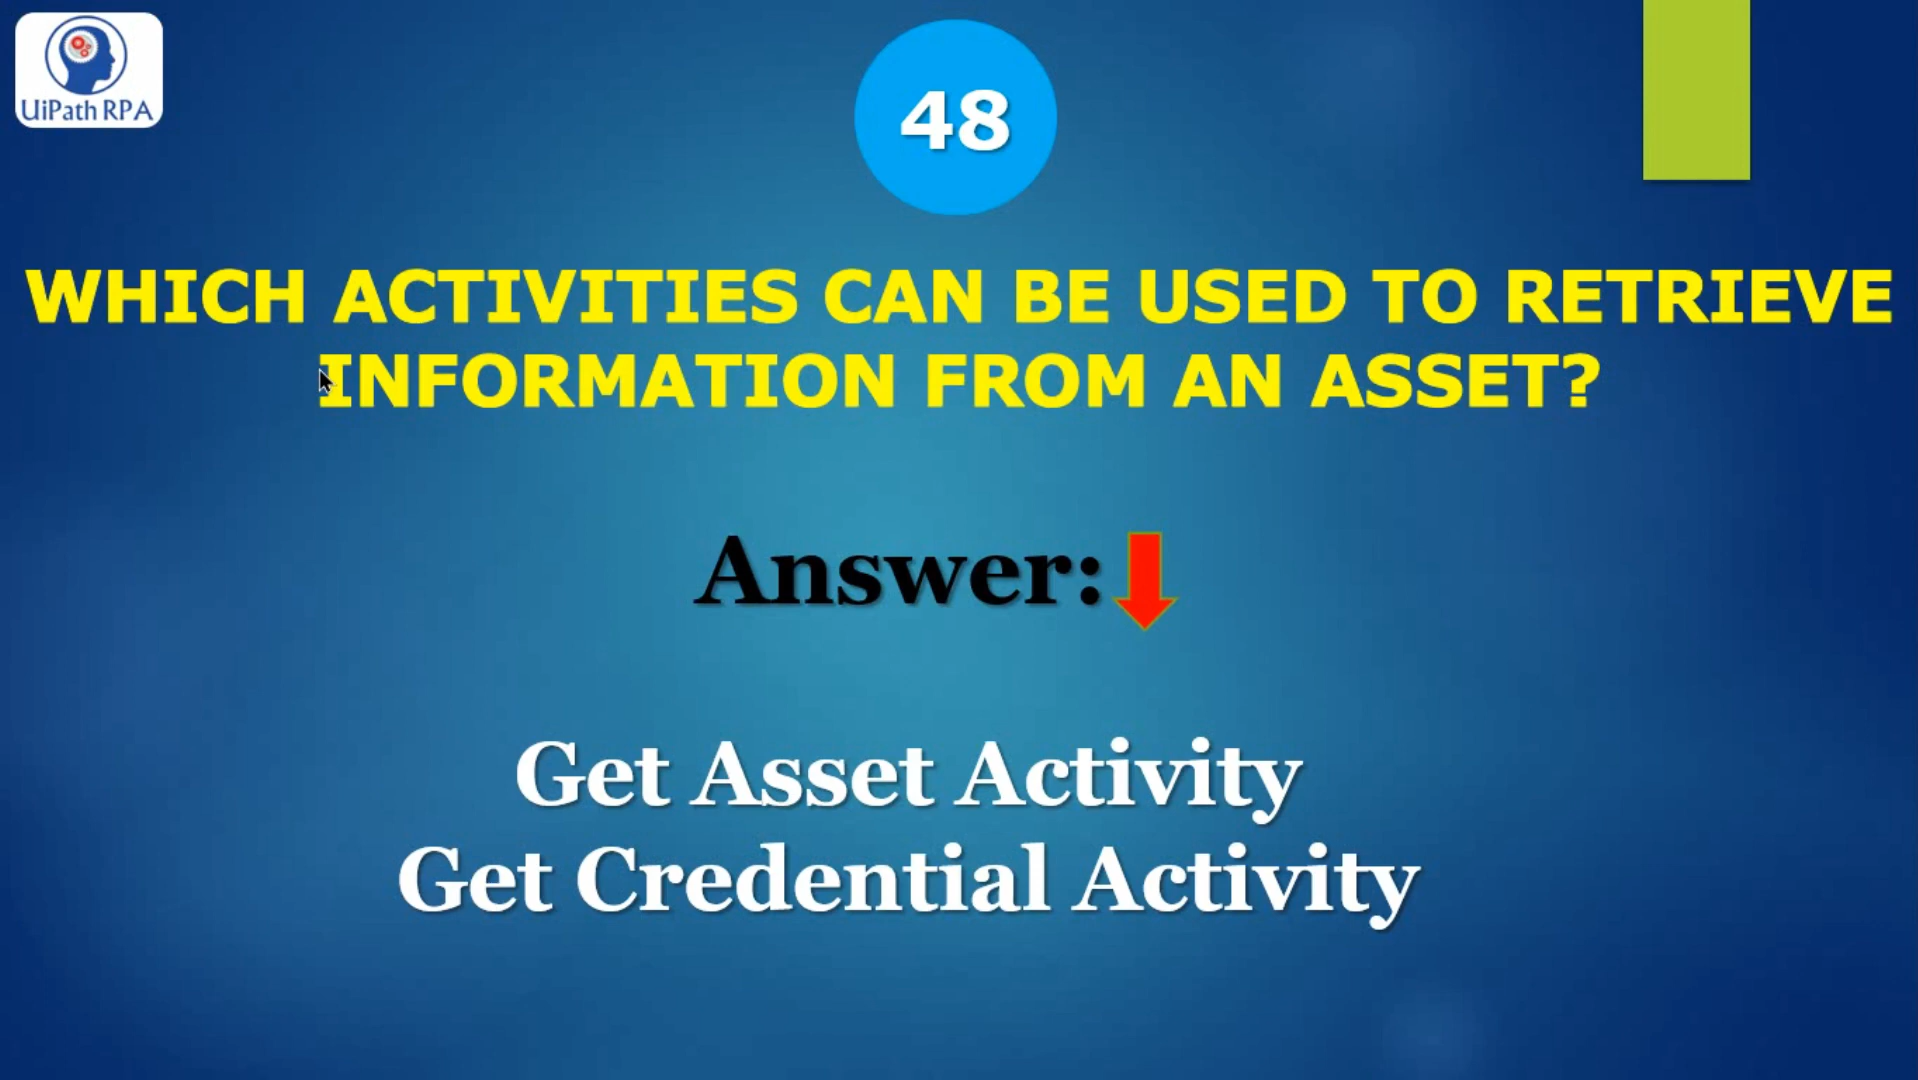 UiPath RPA
48
WHICH ACTIVITIES CAN BE USED TO RETRIEVE
INFORMATION FROM AN ASSET?
Answer:
Get Asset Activity
Get Credential Activity